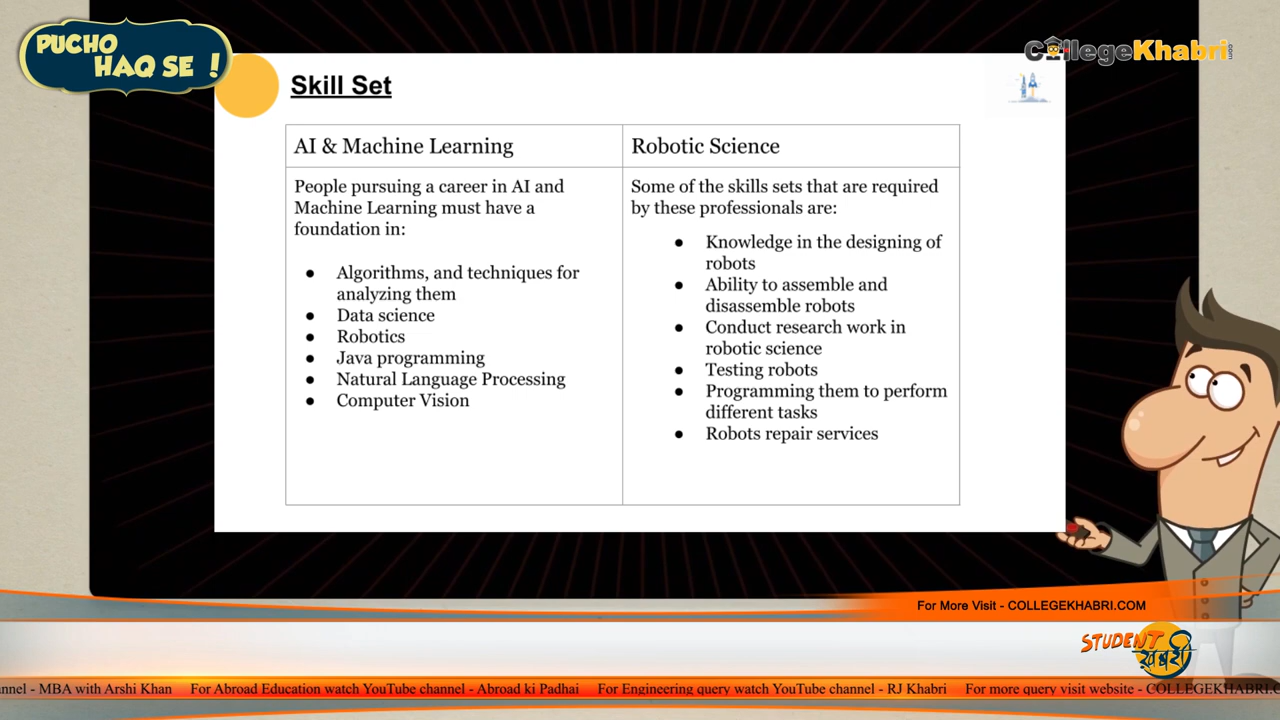 PUCHO
HAQ SE !
CollegeKhabri.com
Skill Set
AI & Machine Learning
People pursuing a career in AI and
Machine Learning must have a
foundation in:
● Algorithms, and techniques for
analyzing them
● Data science
● Robotics
● Java programming
● Natural Language Processing
● Computer Vision
Robotic Science
Some of the skills sets that are required
by these professionals are:
● Knowledge in the designing of
robots
● Ability to assemble and
disassemble robots
● Conduct research work in
robotic science
● Testing robots
● Programming them to perform
different tasks
● Robots repair services
For More Visit - COLLEGEKHABRI.COM
STUDENT
ख़बरी
nnel - MBA with Arshi Khan For Abroad Education watch YouTube channel - Abroad ki Padhai For Engineering query watch YouTube channel - RJ Khabri For more query visit website - COLLEGEKHABRI.C